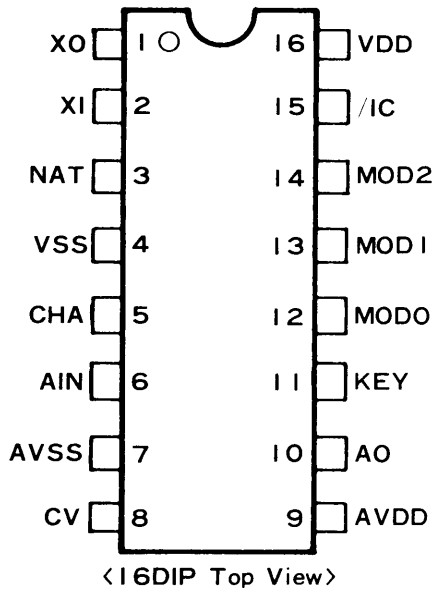 XO 1 16 VDD
XI 2 15 /IC
NAT 3 14 MOD2
VSS 4 13 MOD1
CHA 5 12 MOD0
AIN 6 11 KEY
AVSS 7 10 AO
CV 8 9 AVDD
<16DIP Top View>